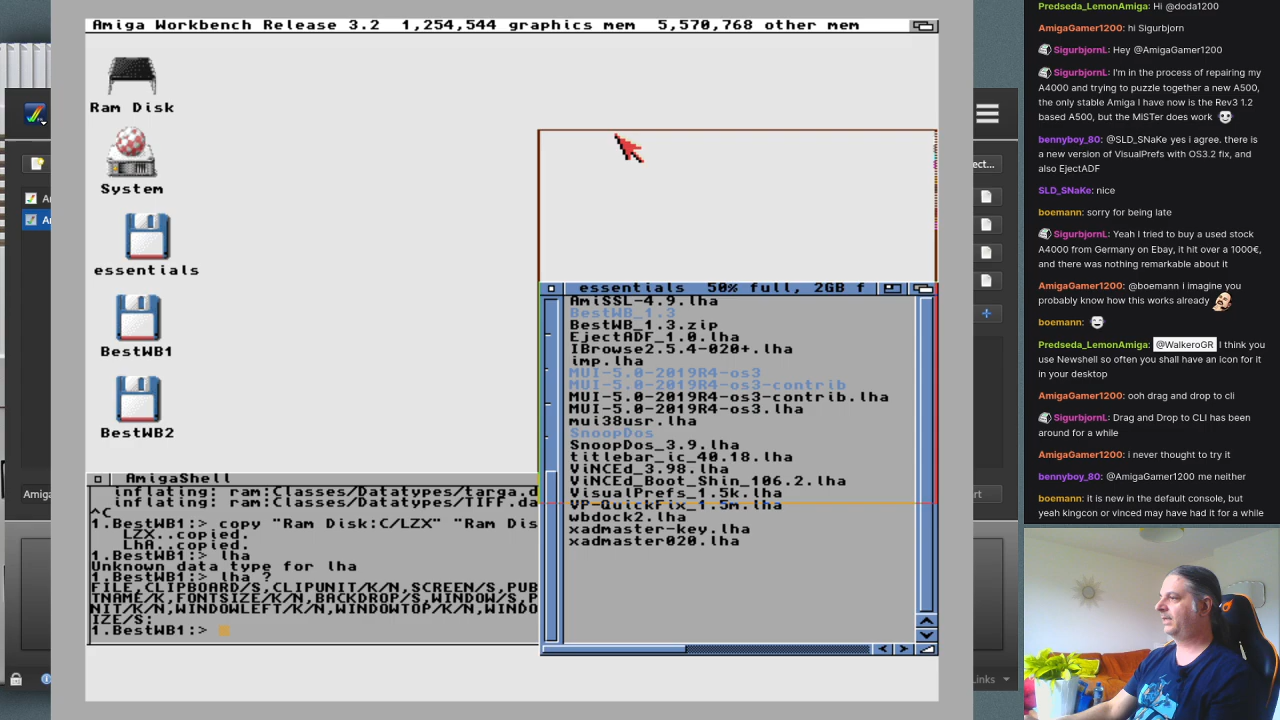 Amiga Workbench Release 3.2  1,254,544 graphics mem  5,570,768 other mem
Ram Disk
System
essentials
BestWB1
BestWB2
essentials  50% full, 2GB f
AmiSSL-4.9.lha
BestWB_1.3
BestWB_1.3.zip
EjectADF_1.0.lha
IBrowse2.5.4-020+.lha
imp.lha
MUI-5.0-2019R4-os3
MUI-5.0-2019R4-os3-contrib
MUI-5.0-2019R4-os3-contrib.lha
MUI-5.0-2019R4-os3.lha
mui38usr.lha
SnoopDos
SnoopDos_3.9.lha
titlebar_ic_40.18.lha
ViNCEd_3.98.lha
ViNCEd_Boot_Shin_106.2.lha
VisualPrefs_1.5k.lha
VP-QuickFix_1.5m.lha
wbdock2.lha
xadmaster-key.lha
xadmaster020.lha
AmigaShell
inflating: ram:Classes/Datatypes/targa.d
inflating: ram:Classes/Datatypes/TIFF.da
^C
1.BestWB1:> copy "Ram Disk:C/LZX" "Ram Dis
LZX..copied.
LhA..copied.
1.BestWB1:> lha
Unknown data type for lha
1.BestWB1:> lha ?
FILE,CLIPBOARD/S,CLIPUNIT/K/N,SCREEN/S,PUB
TNAME/K,FONTSIZE/K/N,BACKDROP/S,WINDOW/S,P
NIT/K/N,WINDOWLEFT/K/N,WINDOWTOP/K/N,WINDO
IZE/S:
1.BestWB1:>
Amiga
ect...
rt
Links
Predseda_LemonAmiga: Hi @doda1200
AmigaGamer1200: hi Sigurbjorn
SigurbjornL: Hey @AmigaGamer1200
SigurbjornL: I'm in the process of repairing my
A4000 and trying to puzzle together a new A500,
the only stable Amiga I have now is the Rev3 1.2
based A500, but the MiSTer does work
bennyboy_80: @SLD_SNaKe yes i agree. there is
a new version of VisualPrefs with OS3.2 fix, and
also EjectADF
SLD_SNaKe: nice
boemann: sorry for being late
SigurbjornL: Yeah I tried to buy a used stock
A4000 from Germany on Ebay, it hit over a 1000€,
and there was nothing remarkable about it
AmigaGamer1200: @boemann i imagine you
probably know how this works already
boemann:
Predseda_LemonAmiga: @WalkeroGR I think you
use Newshell so often you shall have an icon for it
in your desktop
AmigaGamer1200: ooh drag and drop to cli
SigurbjornL: Drag and Drop to CLI has been
around for a while
AmigaGamer1200: i never thought to try it
bennyboy_80: @AmigaGamer1200 me neither
boemann: it is new in the default console, but
yeah kingcon or vinced may have had it for a while